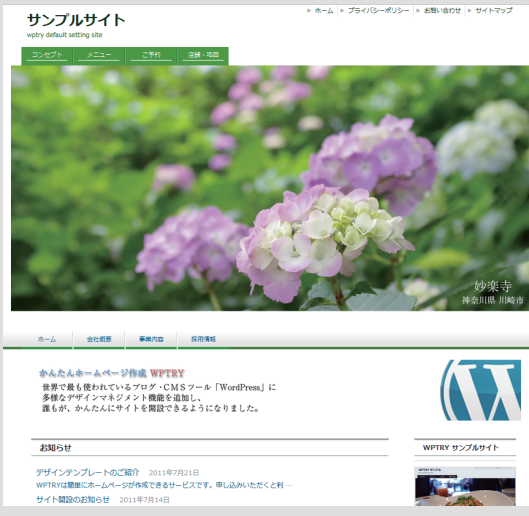 サンプルサイト
wptry default setting site
ホーム プライバシーポリシー お問い合わせ サイトマップ
コンセプト メニュー ご予約 店舗・地図
妙楽寺
神奈川県 川崎市
ホーム 会社概要 事業内容 採用情報
かんたんホームページ作成 WPTRY
世界で最も使われているブログ・CMSツール「WordPress」に
多様なデザインマネジメント機能を追加し、
誰もが、かんたんにサイトを開設できるようになりました。
お知らせ
デザインテンプレートのご紹介 2011年7月21日
WPTRYは簡単にホームページが作成できるサービスです。申し込みいただくと利 …
サイト開設のお知らせ 2011年7月14日
WPTRY サンプルサイト
WPTRY サンプル